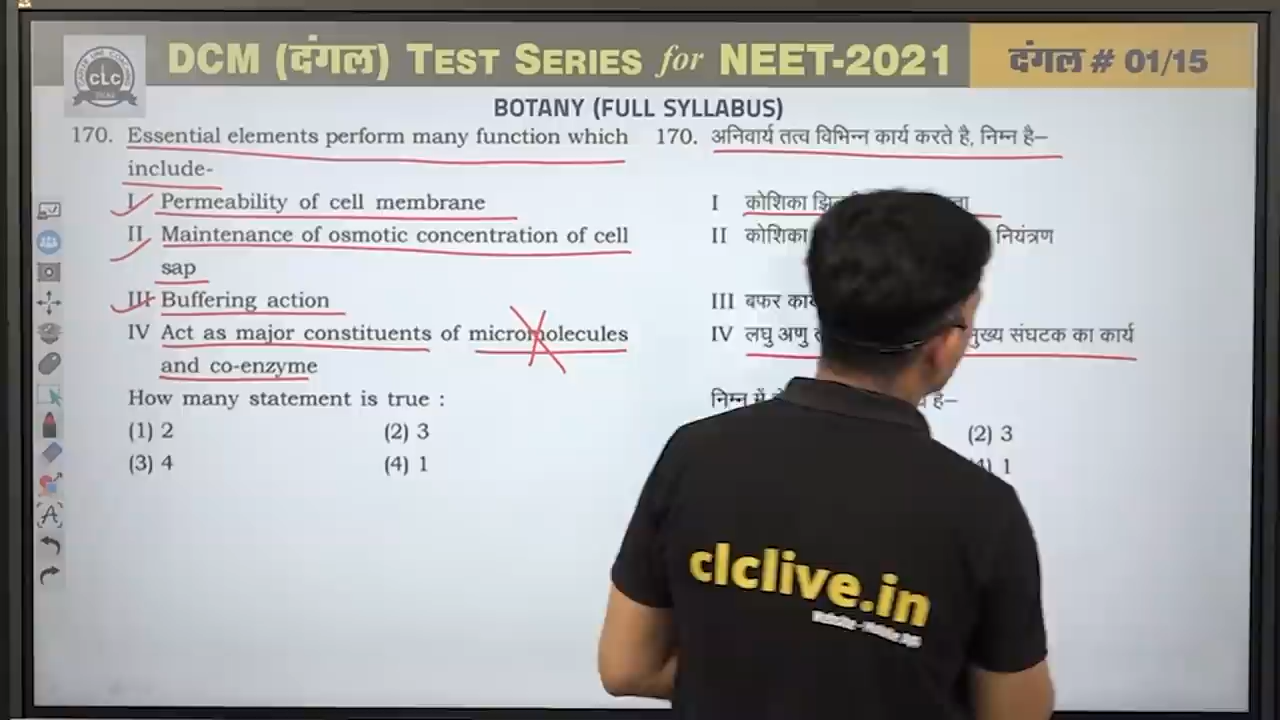 DCM (दंगल) TEST SERIES for NEET-2021
दंगल # 01/15
CLC
BOTANY (FULL SYLLABUS)
170. Essential elements perform many function which
include-
I Permeability of cell membrane
II Maintenance of osmotic concentration of cell
sap
III Buffering action
IV Act as major constituents of micromolecules
and co-enzyme
How many statement is true :
(1) 2 (2) 3
(3) 4 (4) 1
170. अनिवार्य तत्व विभिन्न कार्य करते है, निम्न है–
I कोशिका
II कोशिका नियंत्रण
III बफर
IV लघु अणु मुख्य संघटक का कार्य
निम्न में है–
(2) 3
1
clclive.in